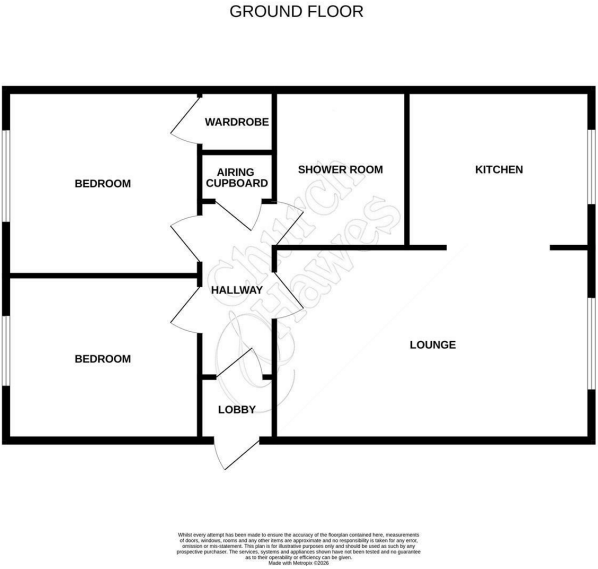 GROUND FLOOR
WARDROBE
AIRING
CUPBOARD
BEDROOM
SHOWER ROOM
KITCHEN
HALLWAY
LOUNGE
BEDROOM
LOBBY
Church
& Hawes
Whilst every attempt has been made to ensure the accuracy of the floorplan contained here, measurements
of doors, windows, rooms and any other items are approximate and no responsibility is taken for any error,
omission or mis-statement. This plan is for illustrative purposes only and should be used as such by any
prospective purchaser. The services, systems and appliances shown have not been tested and no guarantee
as to their operability or efficiency can be given.
Made with Metropix ©2026